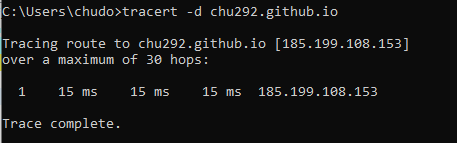 C:\Users\chudo>tracert -d chu292.github.io
Tracing route to chu292.github.io [185.199.108.153]
over a maximum of 30 hops:
1 15 ms 15 ms 15 ms 185.199.108.153
Trace complete.